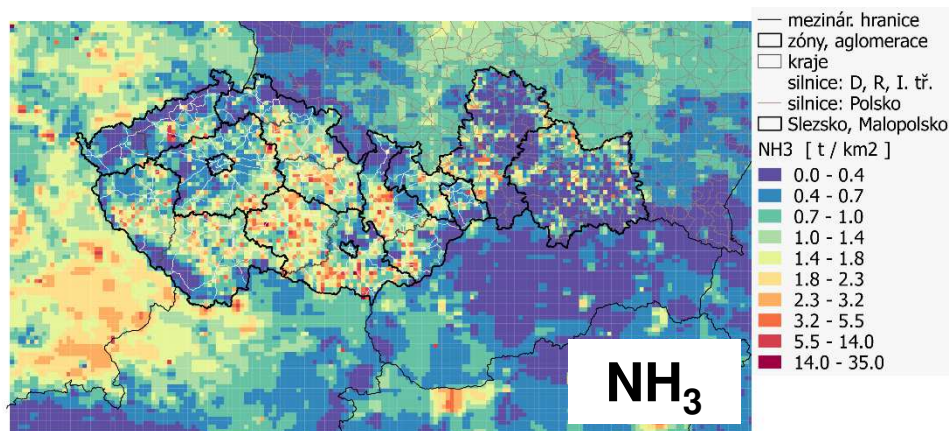 mezinár. hranice
zóny, aglomerace
kraje
silnice: D, R, I. tř.
silnice: Polsko
Slezsko, Malopolsko
NH3 [ t / km2 ]
0.0 - 0.4
0.4 - 0.7
0.7 - 1.0
1.0 - 1.4
1.4 - 1.8
1.8 - 2.3
2.3 - 3.2
3.2 - 5.5
5.5 - 14.0
14.0 - 35.0
NH₃